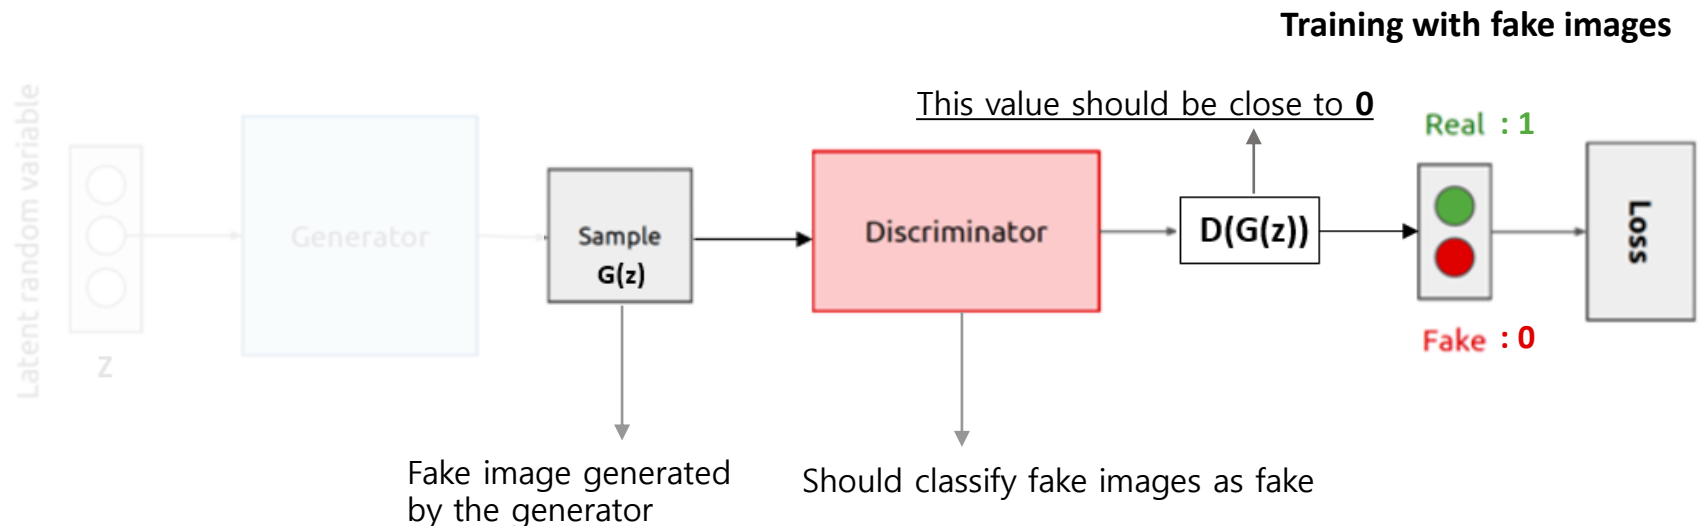 Training with fake images
This value should be close to 0
Real : 1
Latent random variable
Generator
Sample
G(z)
Discriminator
D(G(z))
Loss
Fake : 0
z
Fake image generated
by the generator
Should classify fake images as fake